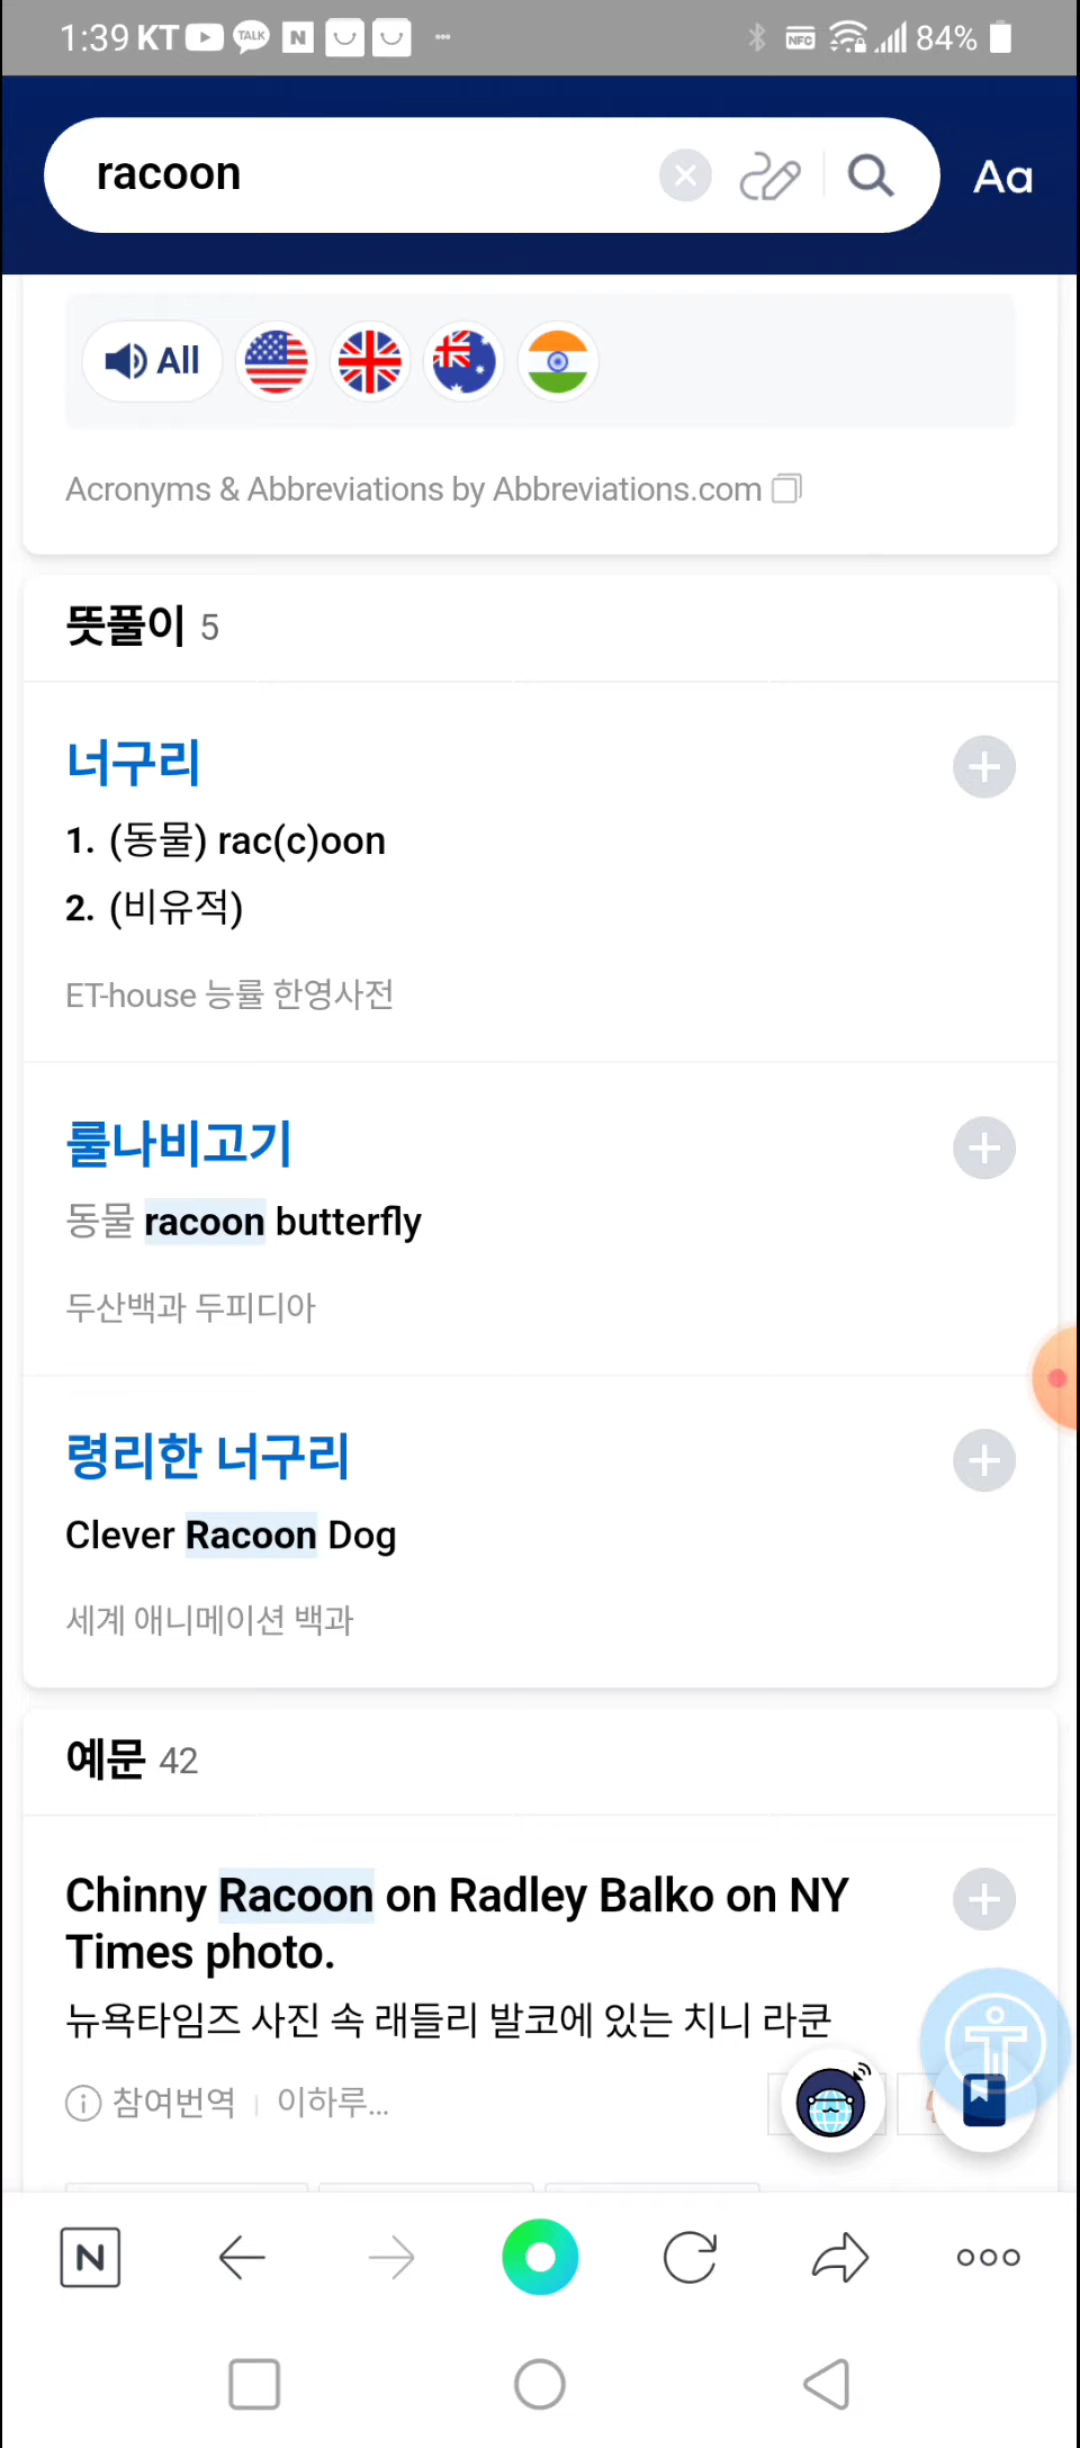 1:39 KT TALK N ··· NFC 84%
racoon Aa
All
Acronyms & Abbreviations by Abbreviations.com
뜻풀이 5
너구리
1. (동물) rac(c)oon
2. (비유적)
ET-house 능률 한영사전
룰나비고기
동물 racoon butterfly
두산백과 두피디아
령리한 너구리
Clever Racoon Dog
세계 애니메이션 백과
예문 42
Chinny Racoon on Radley Balko on NY
Times photo.
뉴욕타임즈 사진 속 래들리 발코에 있는 치니 라쿤
참여번역 이하루...
N